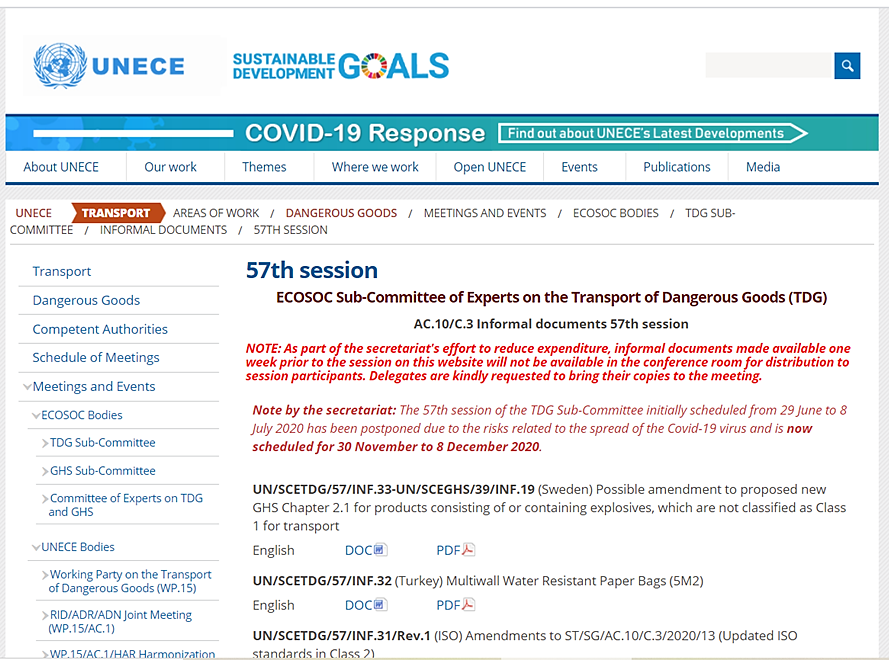 UNECE
SUSTAINABLE
DEVELOPMENT GOALS
COVID-19 Response Find out about UNECE's Latest Developments
About UNECE Our work Themes Where we work Open UNECE Events Publications Media
UNECE TRANSPORT AREAS OF WORK / DANGEROUS GOODS / MEETINGS AND EVENTS / ECOSOC BODIES / TDG SUB-
COMMITTEE / INFORMAL DOCUMENTS / 57TH SESSION
Transport
Dangerous Goods
Competent Authorities
Schedule of Meetings
Meetings and Events
ECOSOC Bodies
TDG Sub-Committee
GHS Sub-Committee
Committee of Experts on TDG
and GHS
UNECE Bodies
Working Party on the Transport
of Dangerous Goods (WP.15)
RID/ADR/ADN Joint Meeting
(WP.15/AC.1)
WP.15/AC.1/HAR Harmonization
57th session
ECOSOC Sub-Committee of Experts on the Transport of Dangerous Goods (TDG)
AC.10/C.3 Informal documents 57th session
NOTE: As part of the secretariat's effort to reduce expenditure, informal documents made available one
week prior to the session on this website will not be available in the conference room for distribution to
session participants. Delegates are kindly requested to bring their copies to the meeting.
Note by the secretariat: The 57th session of the TDG Sub-Committee initially scheduled from 29 June to 8
July 2020 has been postponed due to the risks related to the spread of the Covid-19 virus and is now
scheduled for 30 November to 8 December 2020.
UN/SCETDG/57/INF.33-UN/SCEGHS/39/INF.19 (Sweden) Possible amendment to proposed new
GHS Chapter 2.1 for products consisting of or containing explosives, which are not classified as Class
1 for transport
English DOC PDF
UN/SCETDG/57/INF.32 (Turkey) Multiwall Water Resistant Paper Bags (5M2)
English DOC PDF
UN/SCETDG/57/INF.31/Rev.1 (ISO) Amendments to ST/SG/AC.10/C.3/2020/13 (Updated ISO
standards in Class 2)